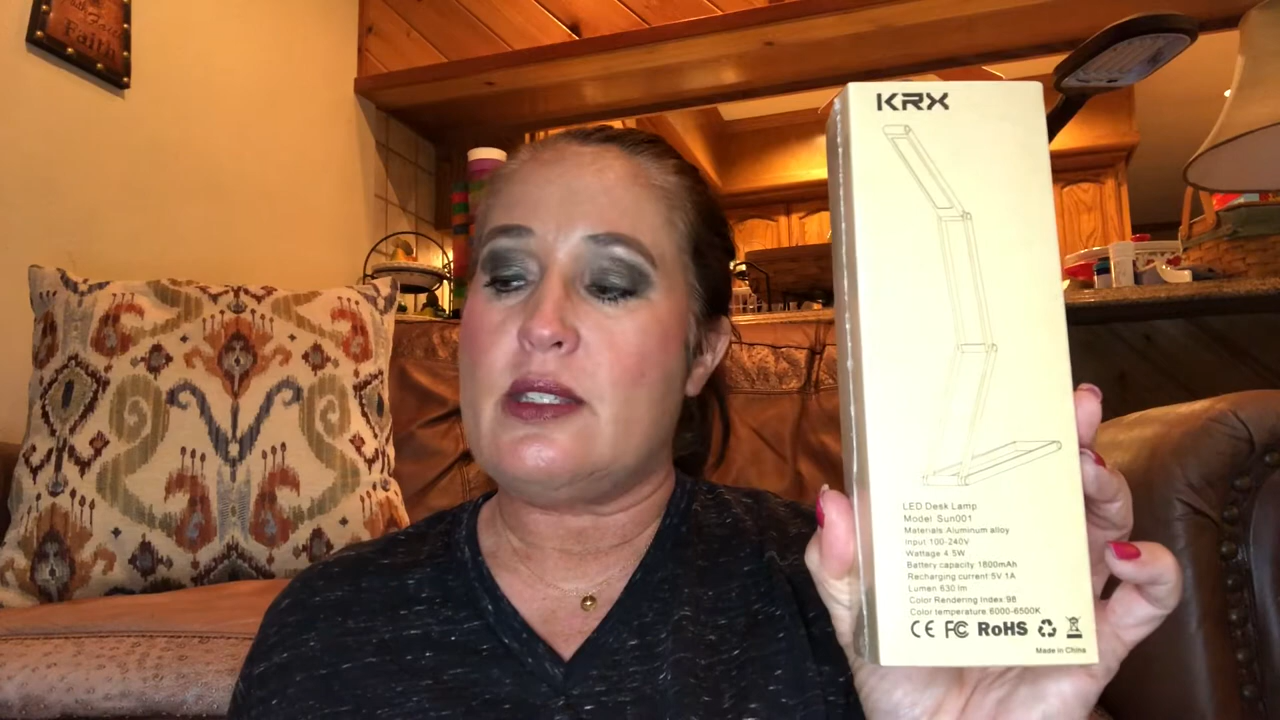 Faith
KRX
LED Desk Lamp
Model: Sun001
Materials:Aluminum alloy
Input:100-240V
Wattage:4.5W
Battery capacity:1800mAh
Recharging current:5V 1A
Lumen:630 lm
Color Rendering Index:98
Color temperature:6000-6500K
CE FC RoHS
Made in China